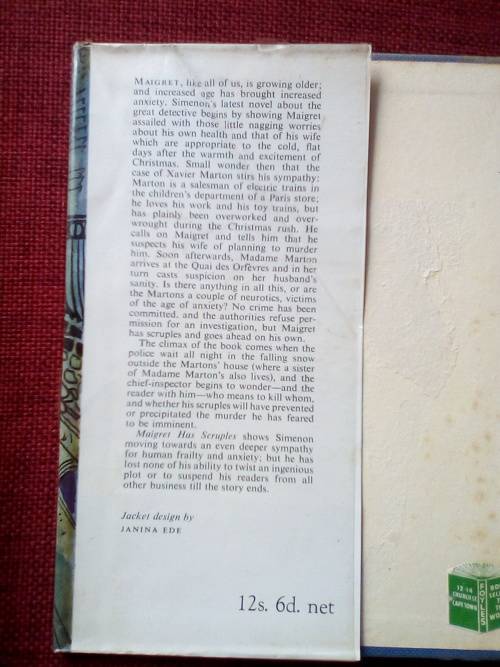 MAIGRET, like all of us, is growing older;
and increased age has brought increased
anxiety. Simenon's latest novel about the
great detective begins by showing Maigret
assailed with those little nagging worries
about his own health and that of his wife
which are appropriate to the cold, flat
days after the warmth and excitement of
Christmas. Small wonder then that the
case of Xavier Marton stirs his sympathy:
Marton is a salesman of electric trains in
the children's department of a Paris store;
he loves his work and his toy trains, but
has plainly been overworked and over-
wrought during the Christmas rush. He
calls on Maigret and tells him that he
suspects his wife of planning to murder
him. Soon afterwards, Madame Marton
arrives at the Quai des Orfèvres and in her
turn casts suspicion on her husband's
sanity. Is there anything in all this, or are
the Martons a couple of neurotics, victims
of the age of anxiety? No crime has been
committed, and the authorities refuse per-
mission for an investigation, but Maigret
has scruples and goes ahead on his own.
The climax of the book comes when the
police wait all night in the falling snow
outside the Martons' house (where a sister
of Madame Marton's also lives), and the
chief-inspector begins to wonder—and the
reader with him—who means to kill whom,
and whether his scruples will have prevented
or precipitated the murder he has feared
to be imminent.
Maigret Has Scruples shows Simenon
moving towards an even deeper sympathy
for human frailty and anxiety; but he has
lost none of his ability to twist an ingenious
plot or to suspend his readers from all
other business till the story ends.
Jacket design by
JANINA EDE
12s. 6d. net
12-14
CHURCH ST.
CAPE TOWN
FOYLES